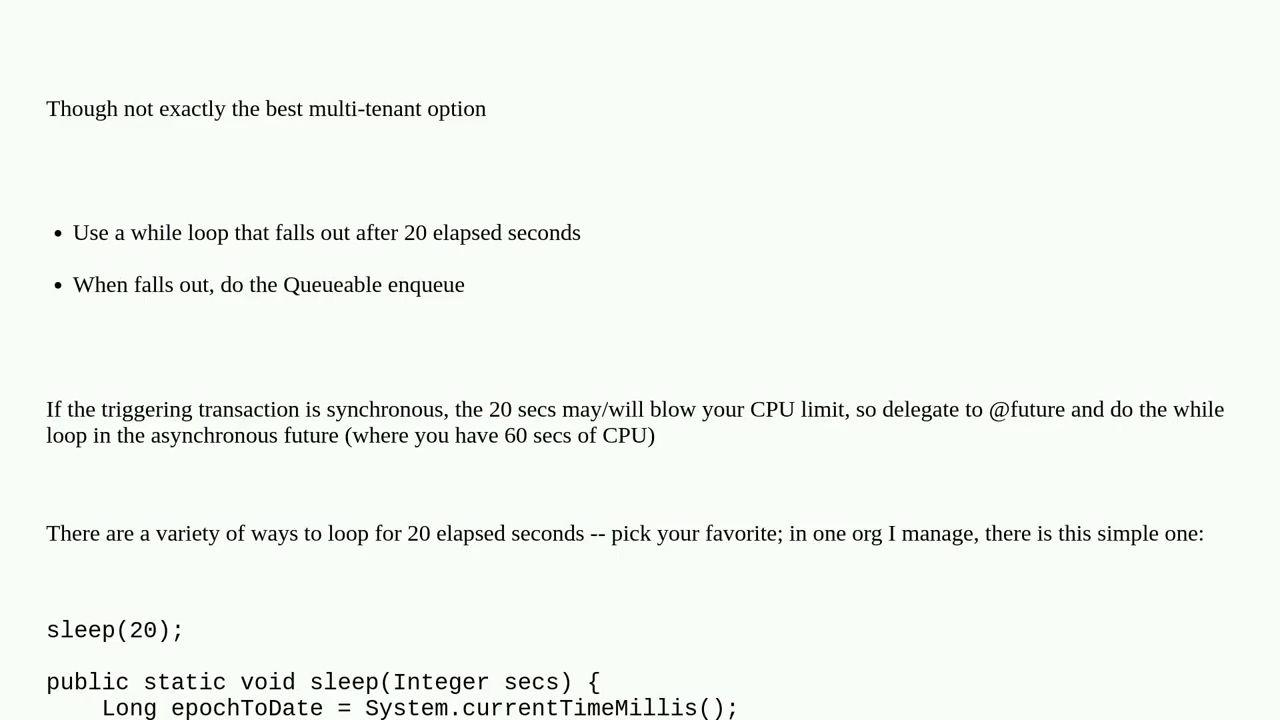 Though not exactly the best multi-tenant option
• Use a while loop that falls out after 20 elapsed seconds
• When falls out, do the Queueable enqueue
If the triggering transaction is synchronous, the 20 secs may/will blow your CPU limit, so delegate to @future and do the while
loop in the asynchronous future (where you have 60 secs of CPU)
There are a variety of ways to loop for 20 elapsed seconds -- pick your favorite; in one org I manage, there is this simple one:
sleep(20);
public static void sleep(Integer secs) {
    Long epochToDate = System.currentTimeMillis();